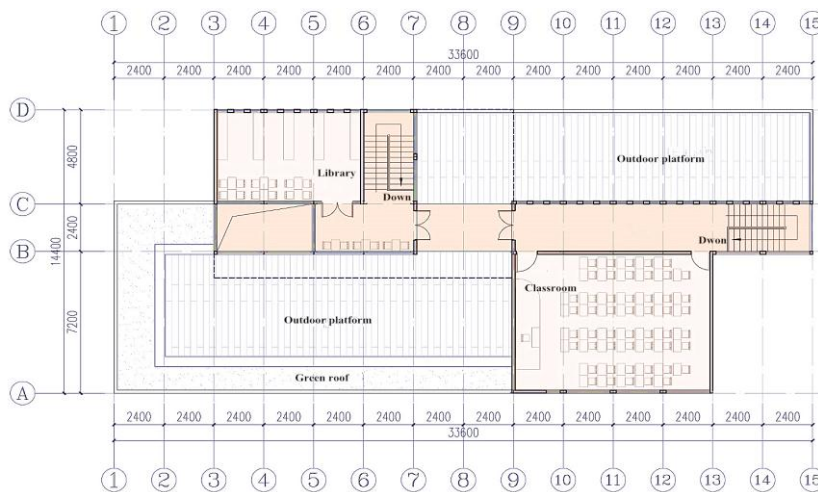 1 2 3 4 5 6 7 8 9 10 11 12 13 14 15
33600
2400 2400 2400 2400 2400 2400 2400 2400 2400 2400 2400 2400 2400 2400
D
4800
Outdoor platform
Library
Down
C
2400
14400
Dwon
B
Classroom
7200
Outdoor platform
Green roof
A
2400 2400 2400 2400 2400 2400 2400 2400 2400 2400 2400 2400 2400 2400
33600
1 2 3 4 5 6 7 8 9 10 11 12 13 14 15